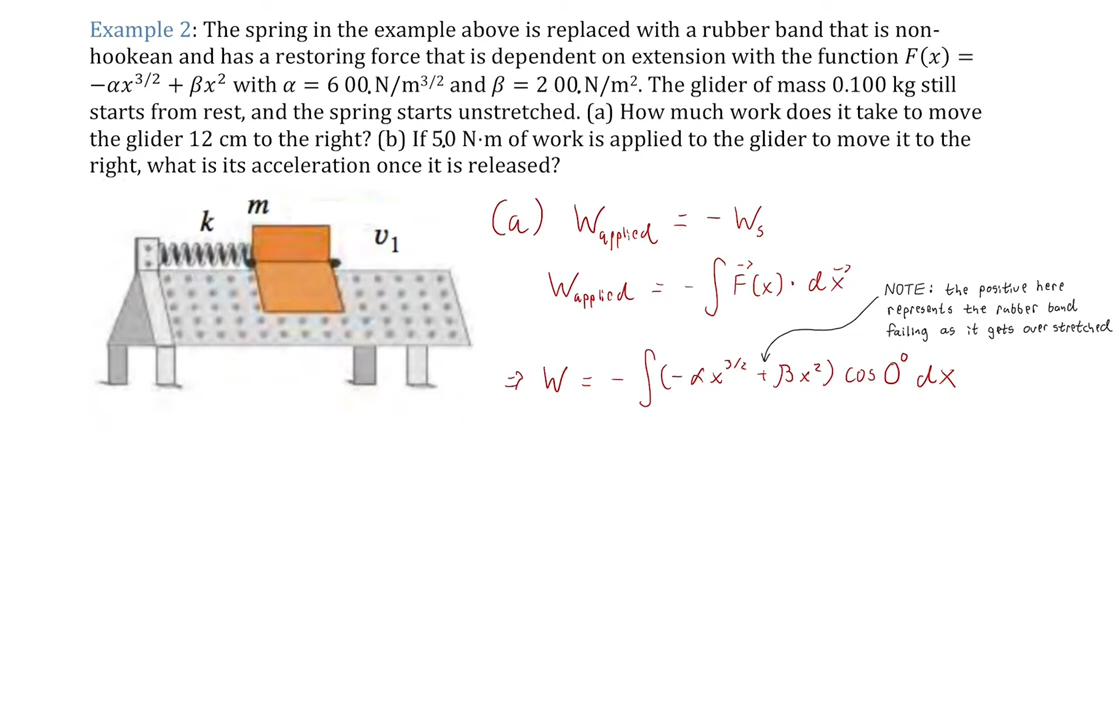 Example 2: The spring in the example above is replaced with a rubber band that is non-
hookean and has a restoring force that is dependent on extension with the function F(x) =
−αx^{3/2} + βx² with α = 6 00. N/m^{3/2} and β = 2 00. N/m². The glider of mass 0.100 kg still
starts from rest, and the spring starts unstretched. (a) How much work does it take to move
the glider 12 cm to the right? (b) If 5.0 N·m of work is applied to the glider to move it to the
right, what is its acceleration once it is released?
k
m
v₁
(a) W_applied = − W_s
W_applied = − ∫ F⃗(x) · dx⃗
NOTE: the positive here
represents the rubber band
failing as it gets over stretched
⇒ W = − ∫(−αx^{3/2} + βx²) cos 0° dx